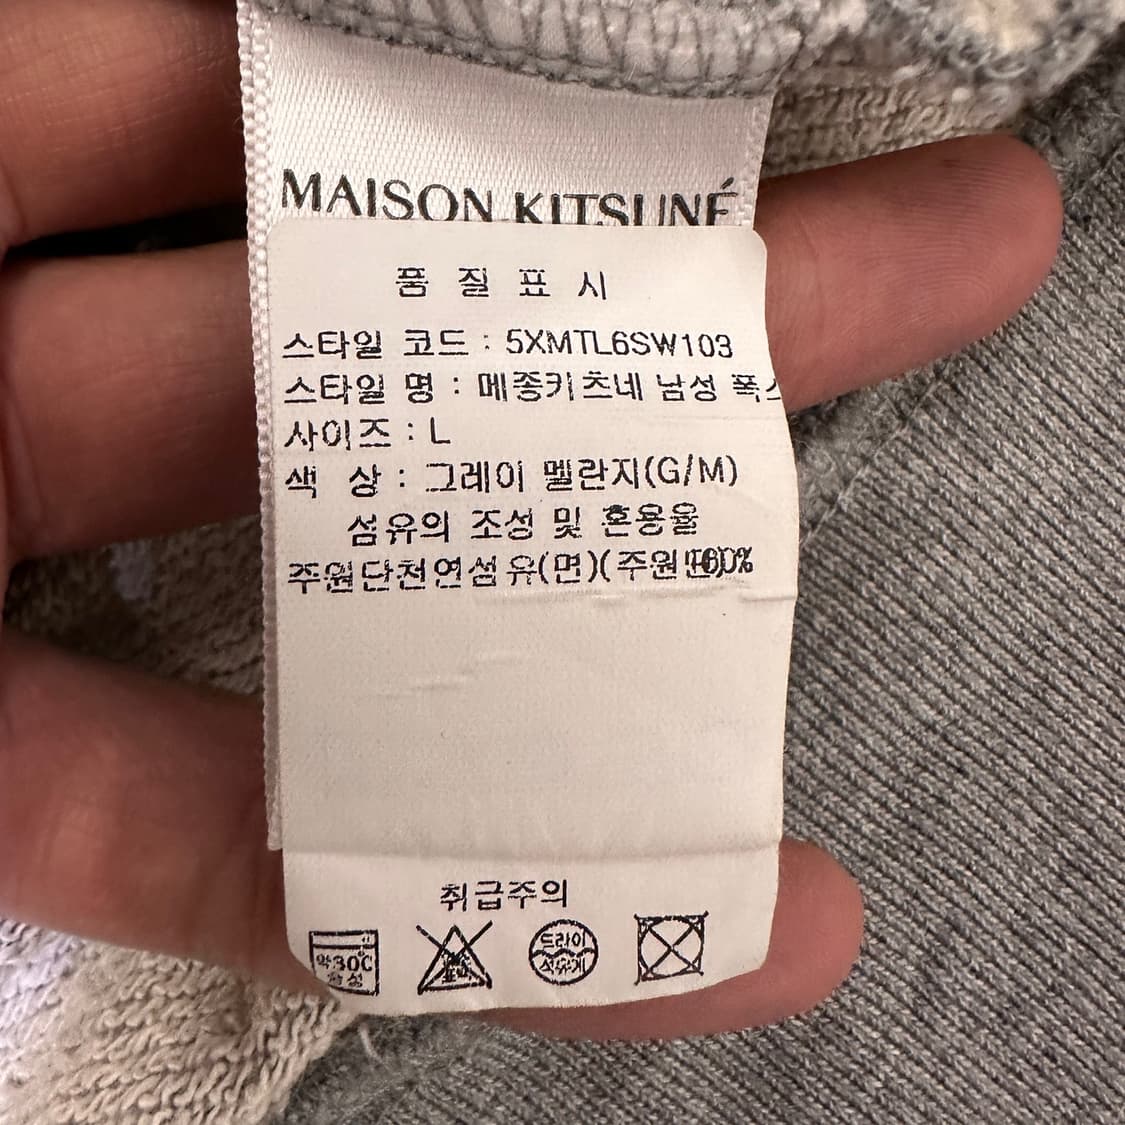 MAISON KITSUNÉ
품 질 표 시
스타일 코드 : 5XMTL6SW103
스타일 명 : 메종키츠네 남성 폭스
사이즈 : L
색 상 : 그레이 멜란지(G/M)
섬유의 조성 및 혼용율
주원단천연섬유(면)(주원단)
취급주의
약30℃
중성
드라이
석유계